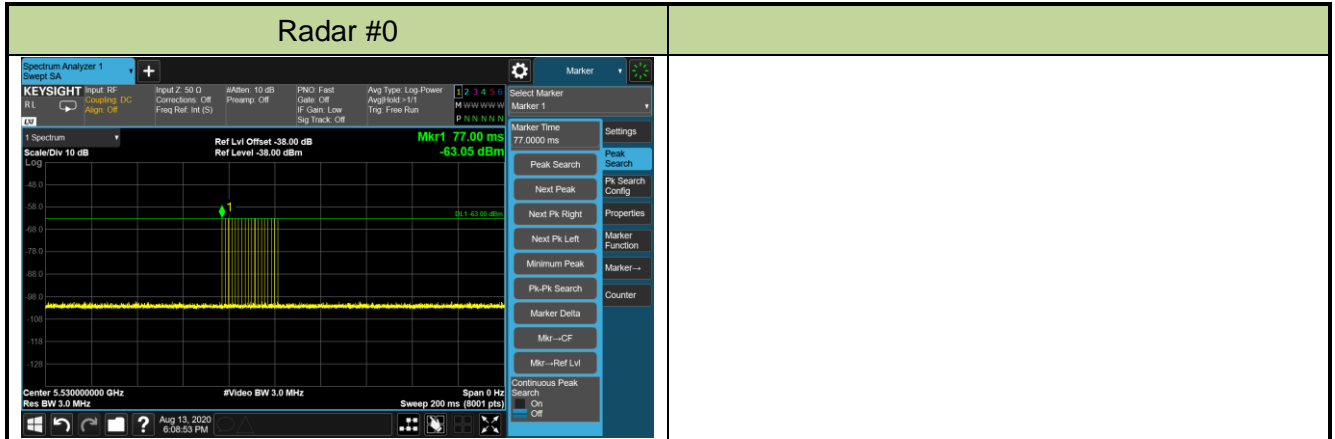 Radar #0
Spectrum Analyzer 1
Swept SA
+
Marker
KEYSIGHT
RL
LXI
Input: RF
Coupling: DC
Align: Off
Input Z: 50 Ω
Corrections: Off
Freq Ref: Int (S)
#Atten: 10 dB
Preamp: Off
PNO: Fast
Gate: Off
IF Gain: Low
Sig Track: Off
Avg Type: Log-Power
Avg|Hold:>1/1
Trig: Free Run
1 2 3 4 5 6
M W W W W W
P N N N N N
Select Marker
Marker 1
1 Spectrum
Scale/Div 10 dB
Log
Ref Lvl Offset -38.00 dB
Ref Level -38.00 dBm
Mkr1 77.00 ms
-63.05 dBm
-48.0
-58.0
-68.0
-78.0
-88.0
-98.0
-108
-118
-128
1
DL1 -63.00 dBm
Center 5.530000000 GHz
Res BW 3.0 MHz
#Video BW 3.0 MHz
Span 0 Hz
Sweep 200 ms (8001 pts)
Marker Time
77.0000 ms
Peak Search
Next Peak
Next Pk Right
Next Pk Left
Minimum Peak
Pk-Pk Search
Marker Delta
Mkr→CF
Mkr→Ref Lvl
Continuous Peak
Search
On
Off
Settings
Peak
Search
Pk Search
Config
Properties
Marker
Function
Marker→
Counter
?
Aug 13, 2020
6:08:53 PM